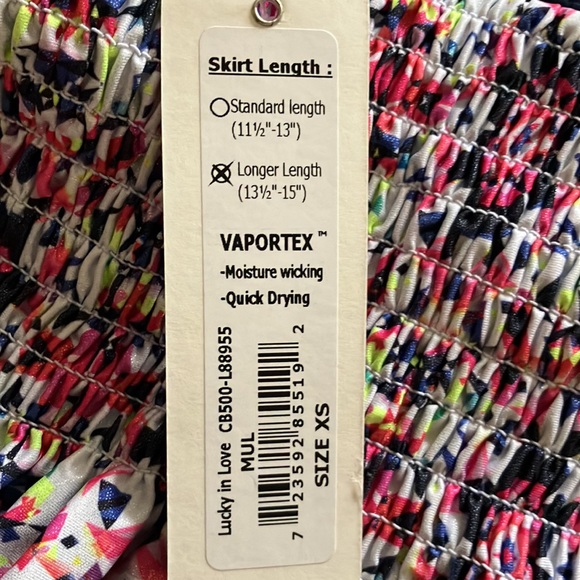 Skirt Length :
Standard length
(11½"-13")
Longer Length
(13½"-15")
VAPORTEX™
-Moisture wicking
-Quick Drying
Lucky in Love CB500-L88955
MUL
7 23592 85519 2
SIZE XS